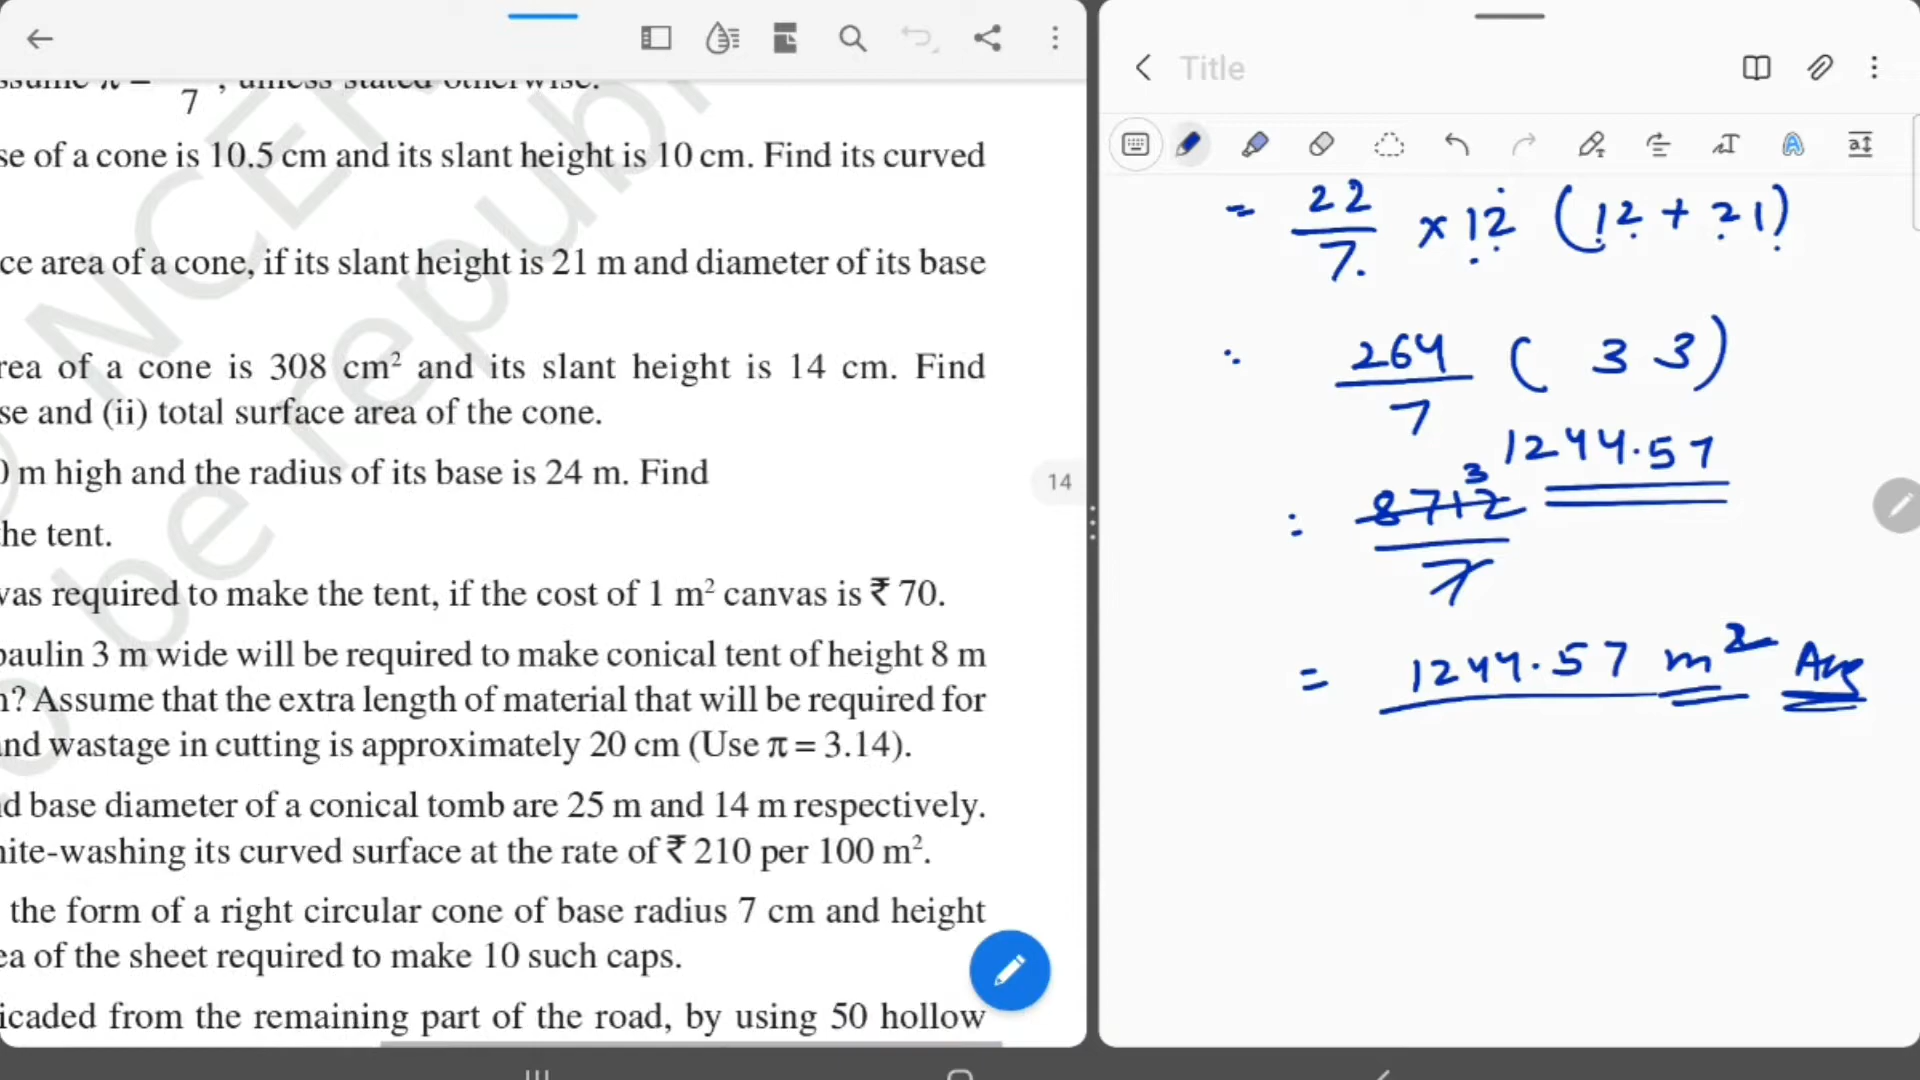 ssume π = 
7 , unless stated otherwise.
se of a cone is 10.5 cm and its slant height is 10 cm. Find its curved
ce area of a cone, if its slant height is 21 m and diameter of its base
rea of a cone is 308 cm² and its slant height is 14 cm. Find
se and (ii) total surface area of the cone.
0 m high and the radius of its base is 24 m. Find
he tent.
vas required to make the tent, if the cost of 1 m² canvas is ₹ 70.
paulin 3 m wide will be required to make conical tent of height 8 m
n? Assume that the extra length of material that will be required for
and wastage in cutting is approximately 20 cm (Use π = 3.14).
d base diameter of a conical tomb are 25 m and 14 m respectively.
hite-washing its curved surface at the rate of ₹ 210 per 100 m².
the form of a right circular cone of base radius 7 cm and height
ea of the sheet required to make 10 such caps.
icaded from the remaining part of the road, by using 50 hollow
14
NCE
be republ
Title
= 22/7 × 12 (12 + 21)
: 264/7 ( 33)
1244.57
3
: 8712/7
= 1244.57 m² Ans